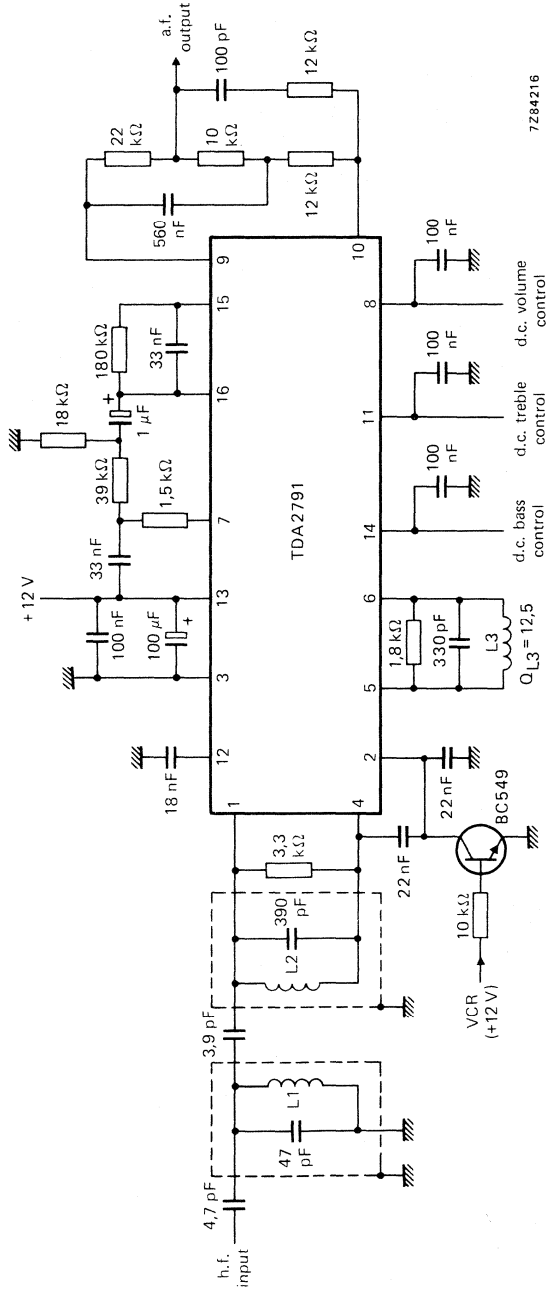 h.f.
input
4,7 pF
47
pF
L1
3,9 pF
L2
390
pF
3,3
kΩ
18 nF
100 nF
100 μF
+
+12 V
33 nF
39 kΩ
18 kΩ
1,5 kΩ
1 μF
+
180 kΩ
33 nF
560
nF
22
kΩ
10
kΩ
12 kΩ
a.f.
output
100 pF
12 kΩ
1
12
3
13
7
16
15
9
TDA2791
4
2
5
6
14
11
8
10
22 nF
22 nF
VCR
(+12 V)
10 kΩ
BC549
1,8 kΩ
330 pF
L3
QL3 = 12,5
100
nF
100
nF
100
nF
d.c. bass
control
d.c. treble
control
d.c. volume
control
7Z84216